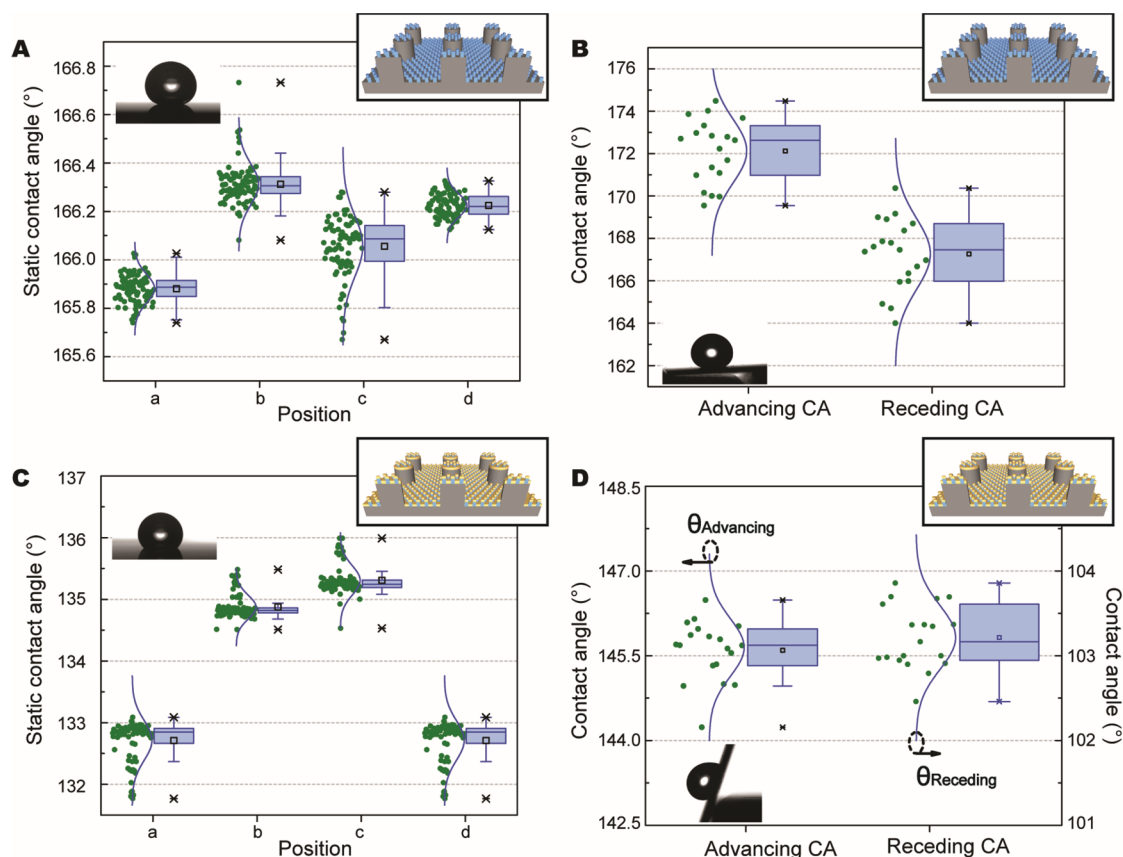 A
166.8
166.6
166.4
166.2
166.0
165.8
165.6
Static contact angle (°)
a b c d
Position
B
176
174
172
170
168
166
164
162
Contact angle (°)
Advancing CA Receding CA
C
137
136
135
134
133
132
Static contact angle (°)
a b c d
Position
D
148.5
147.0
145.5
144.0
142.5
Contact angle (°)
θAdvancing
θReceding
104
103
102
101
Contact angle (°)
Advancing CA Receding CA